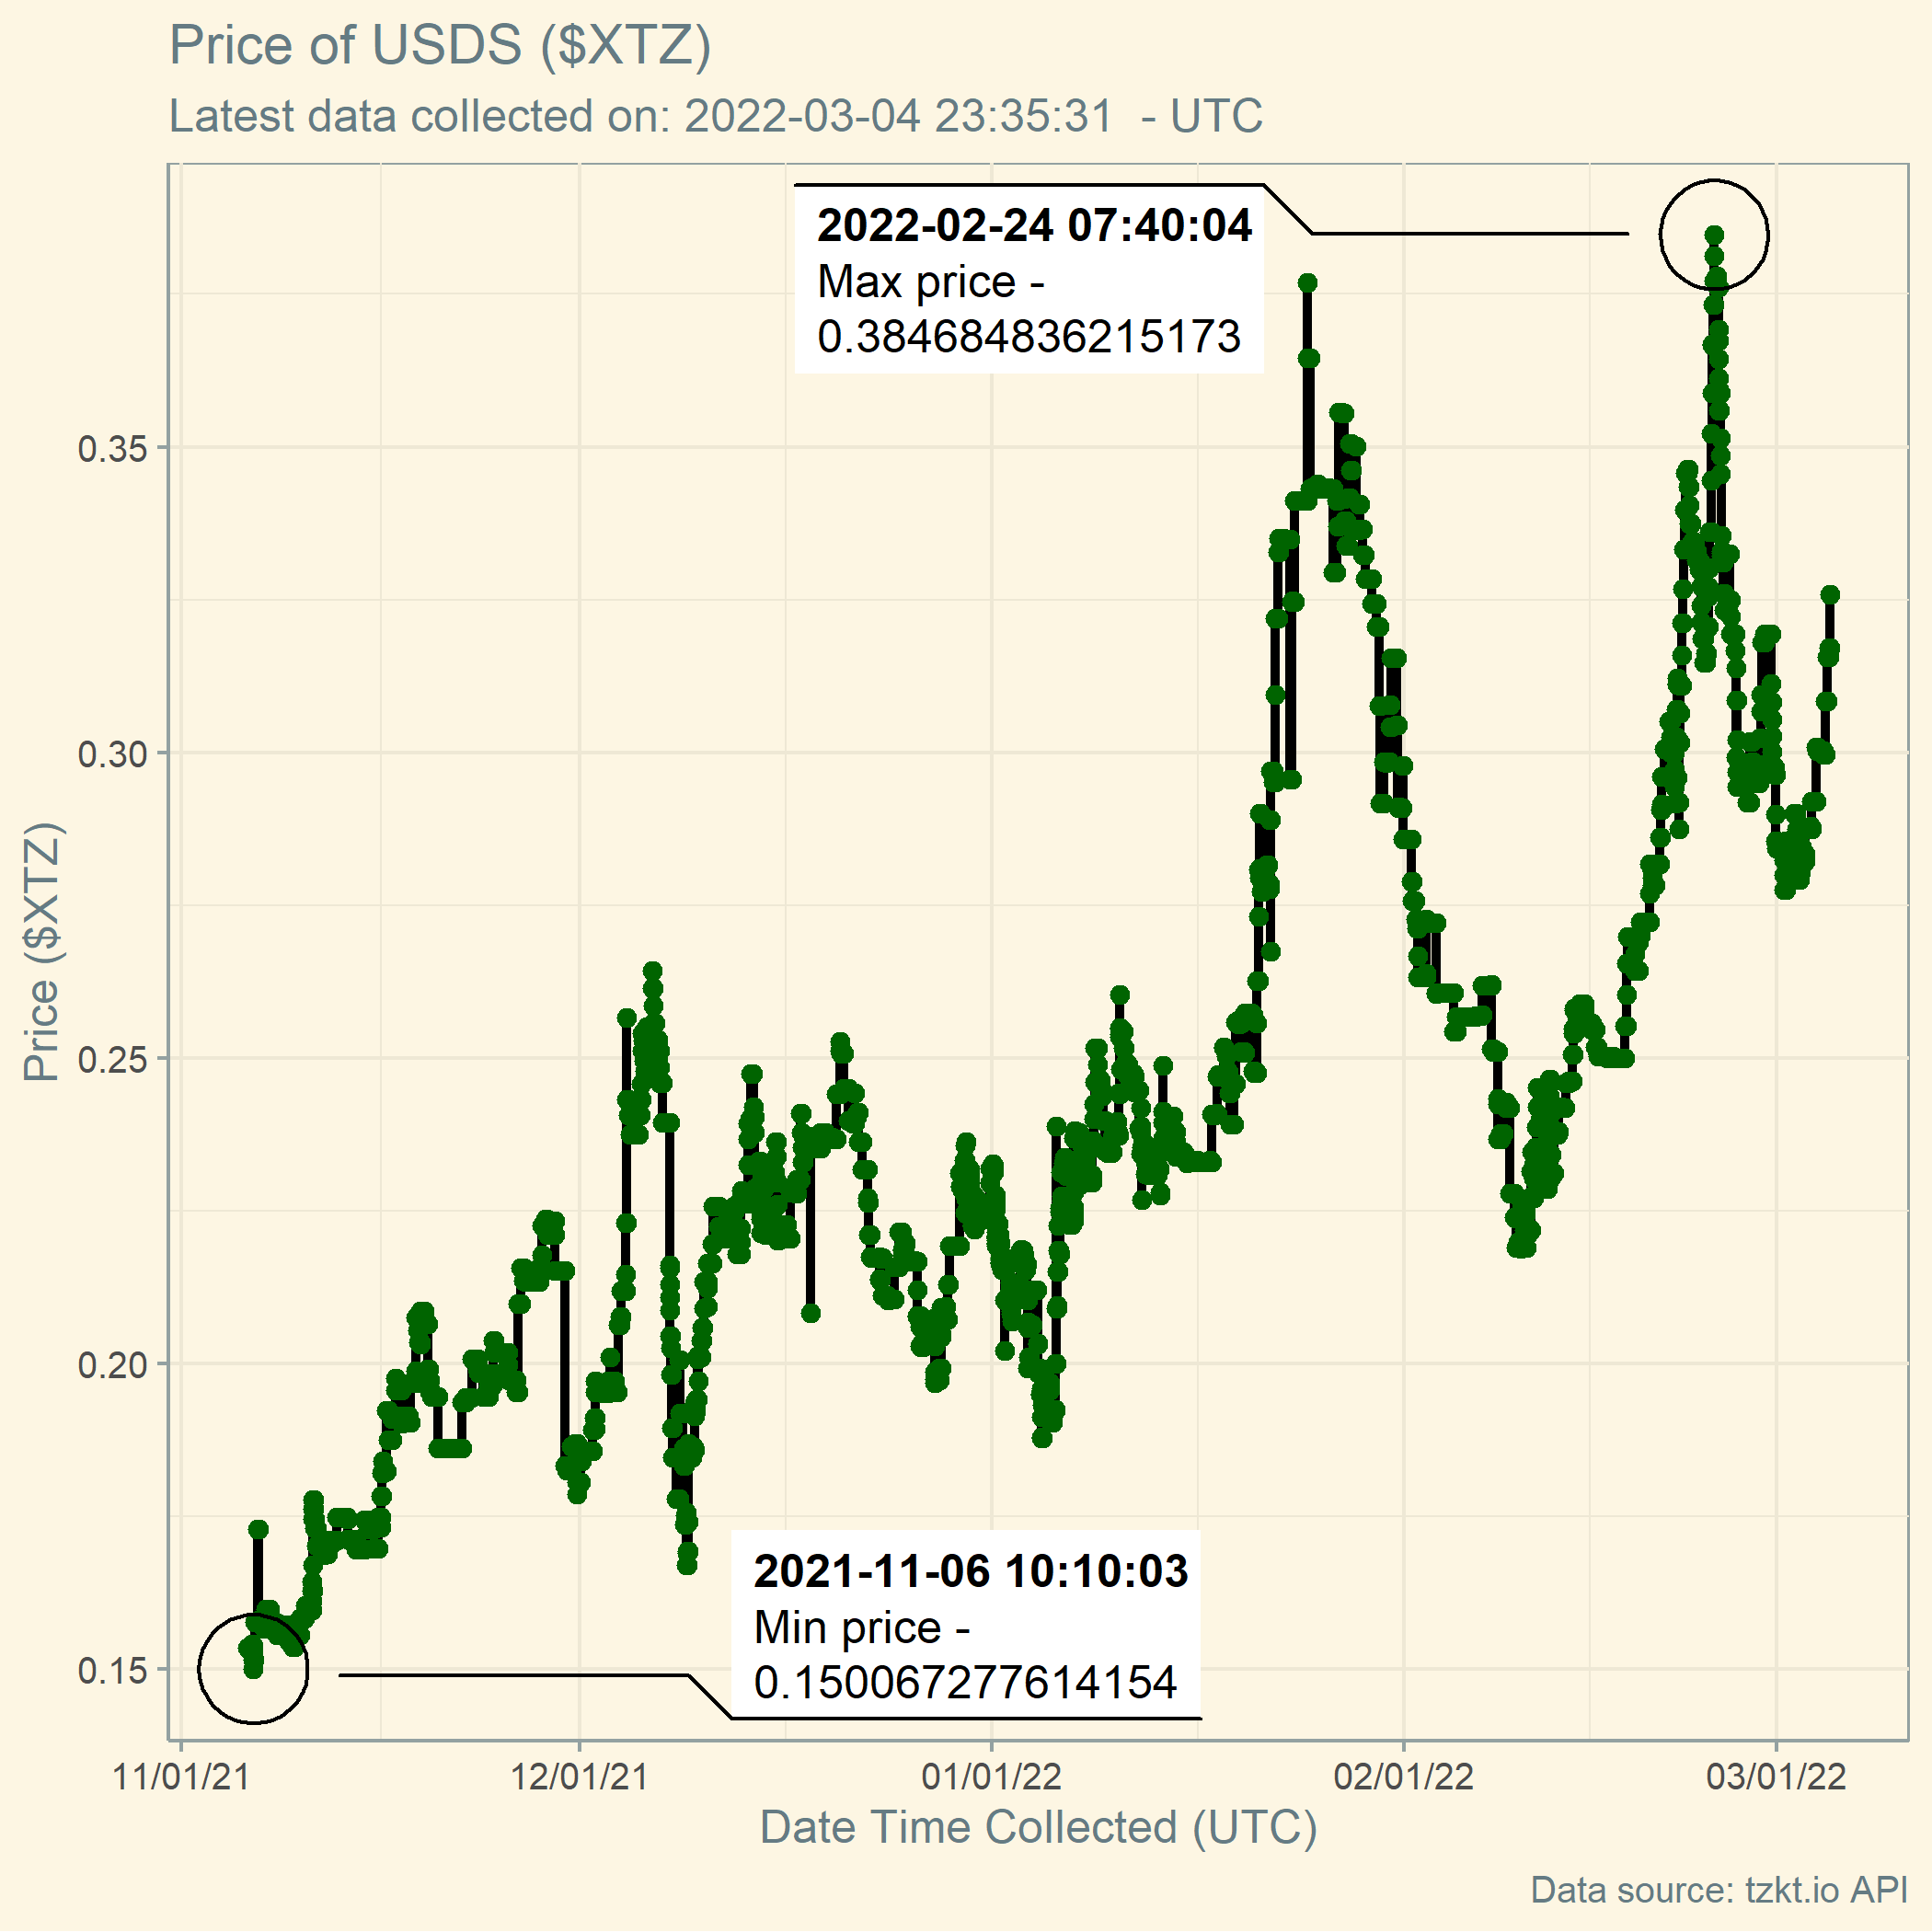 Price of USDS ($XTZ)
Latest data collected on: 2022-03-04 23:35:31  - UTC
2022-02-24 07:40:04
Max price -
0.384684836215173
0.35
0.30
0.25
0.20
0.15
Price ($XTZ)
2021-11-06 10:10:03
Min price -
0.150067277614154
11/01/21
12/01/21
01/01/22
02/01/22
03/01/22
Date Time Collected (UTC)
Data source: tzkt.io API